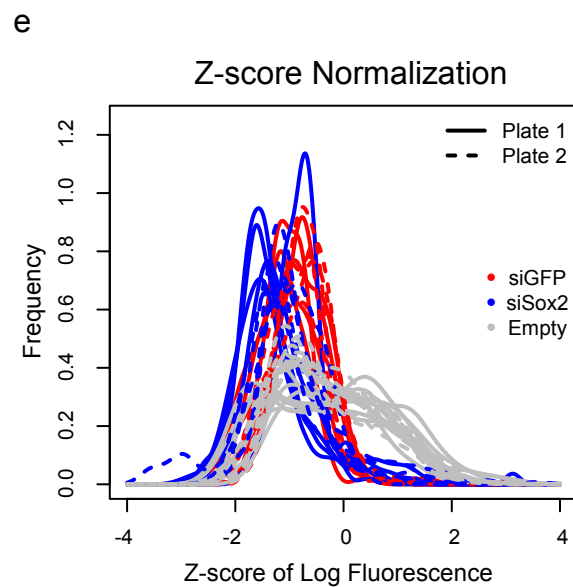 e
Z-score Normalization
Plate 1
Plate 2
siGFP
siSox2
Empty
Frequency
1.2
1.0
0.8
0.6
0.4
0.2
0.0
-4 -2 0 2 4
Z-score of Log Fluorescence